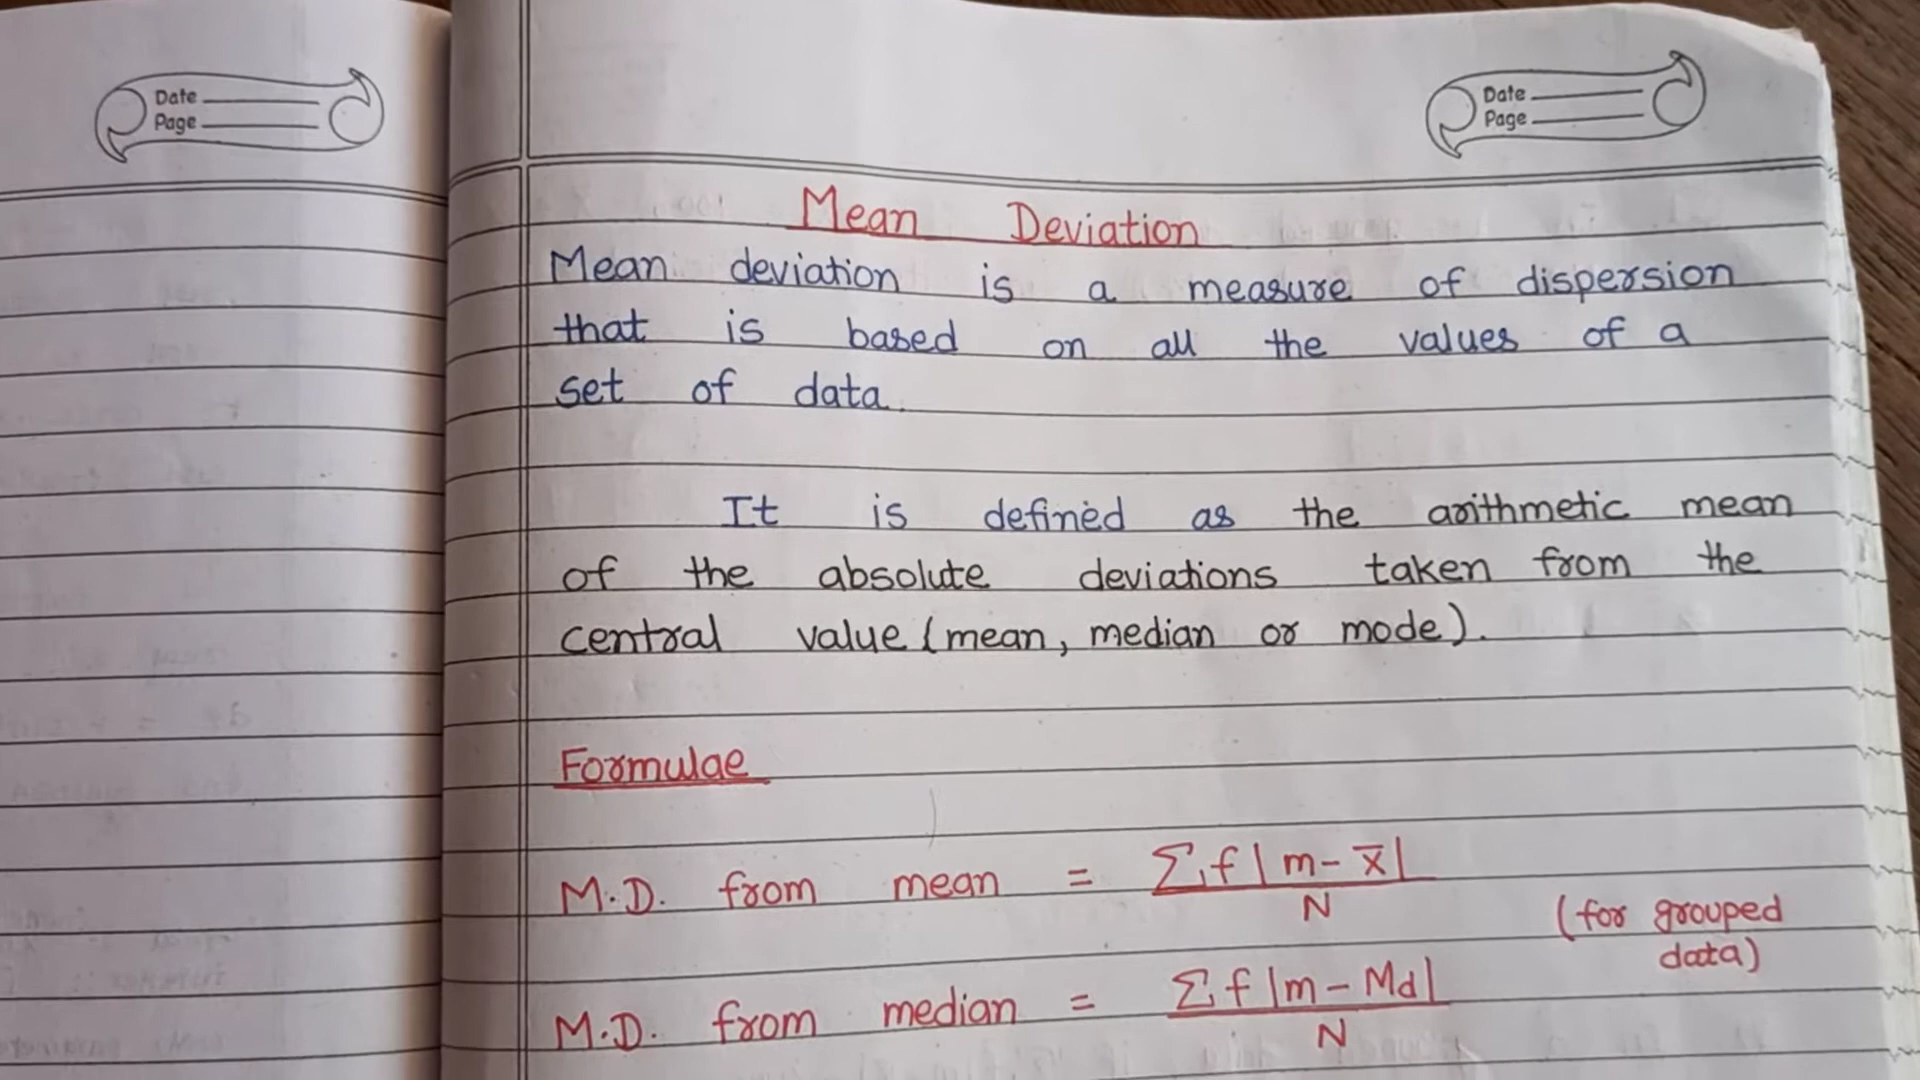 Date
Page
Date
Page
Mean Deviation
Mean deviation is a measure of dispersion
that is based on all the values of a
set of data.
It is defined as the arithmetic mean
of the absolute deviations taken from the
central value (mean, median or mode).
Formulae
M.D. from mean = Σf|m-x̅|/N
(for grouped
data)
M.D. from median = Σf|m-Md|/N